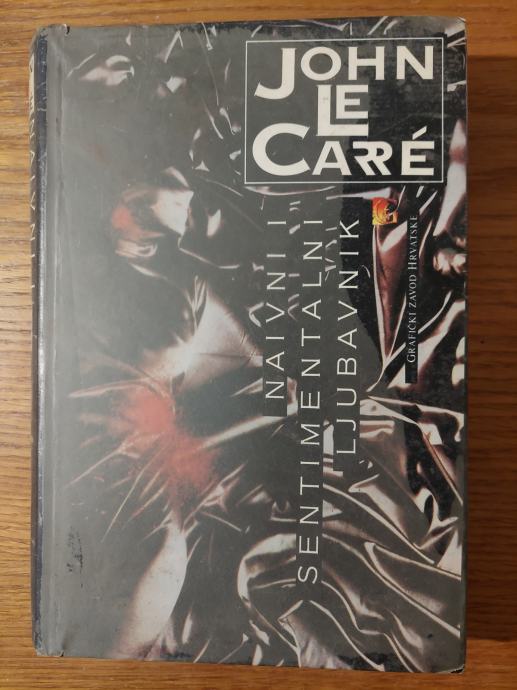 JOHN
LE
CARRÉ
NAIVNI I
SENTIMENTALNI
LJUBAVNIK
GRAFIČKI ZAVOD HRVATSKE